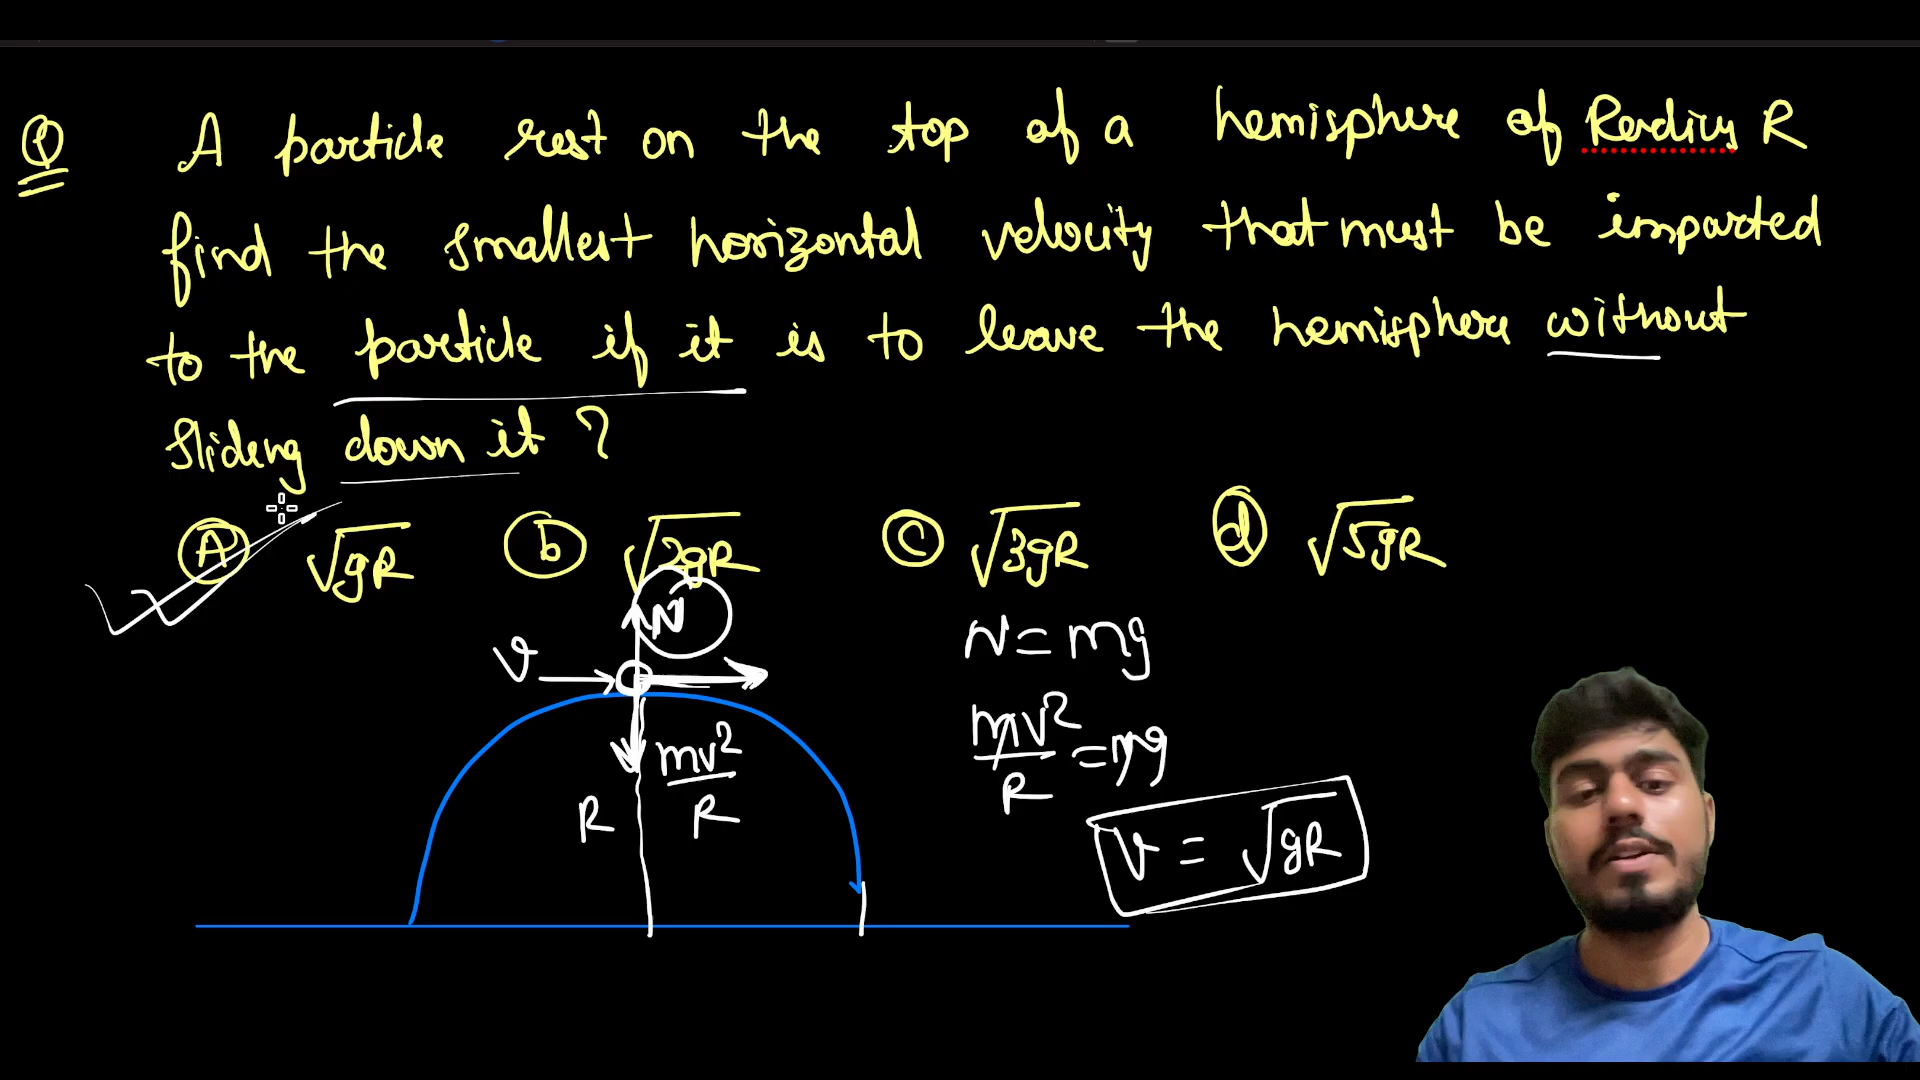 Q A particle rest on the top of a hemisphere of Radius R
find the smallest horizontal velocity that must be imparted
to the particle if it is to leave the hemisphere without
slideng down it ?
(A) √gR (b) √2gR (c) √3gR (d) √5gR
N
N = mg
v
mv²/R = mg
mv²/R
R
v = √gR